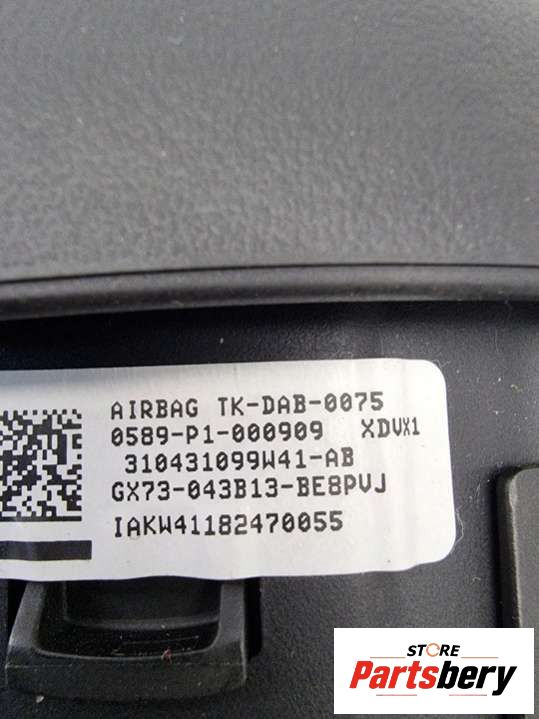 AIRBAG TK-DAB-0075
0589-P1-000909 XDVX1
310431099W41-AB
GX73-043B13-BE8PVJ
IAKW41182470055
STORE
Partsbery